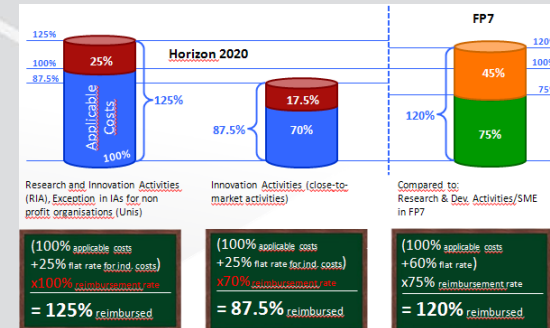 FP7
Horizon 2020
125%
100%
87.5%
25%
Applicable
Costs
100%
125%
87.5%
17.5%
70%
120%
45%
75%
120%
100%
75%
Research and Innovation Activities
(RIA), Exception in IAs for non
profit organisations (Unis)
Innovation Activities (close-to-
market activities)
Compared to:
Research & Dev. Activities/SME
in FP7
(100% applicable costs
+25% flat rate for ind. costs)
x100% reimbursement rate
= 125% reimbursed
(100% applicable costs
+25% flat rate for ind. costs)
x70% reimbursement rate
= 87.5% reimbursed
(100% applicable costs
+60% flat rate)
x75% reimbursement rate
= 120% reimbursed